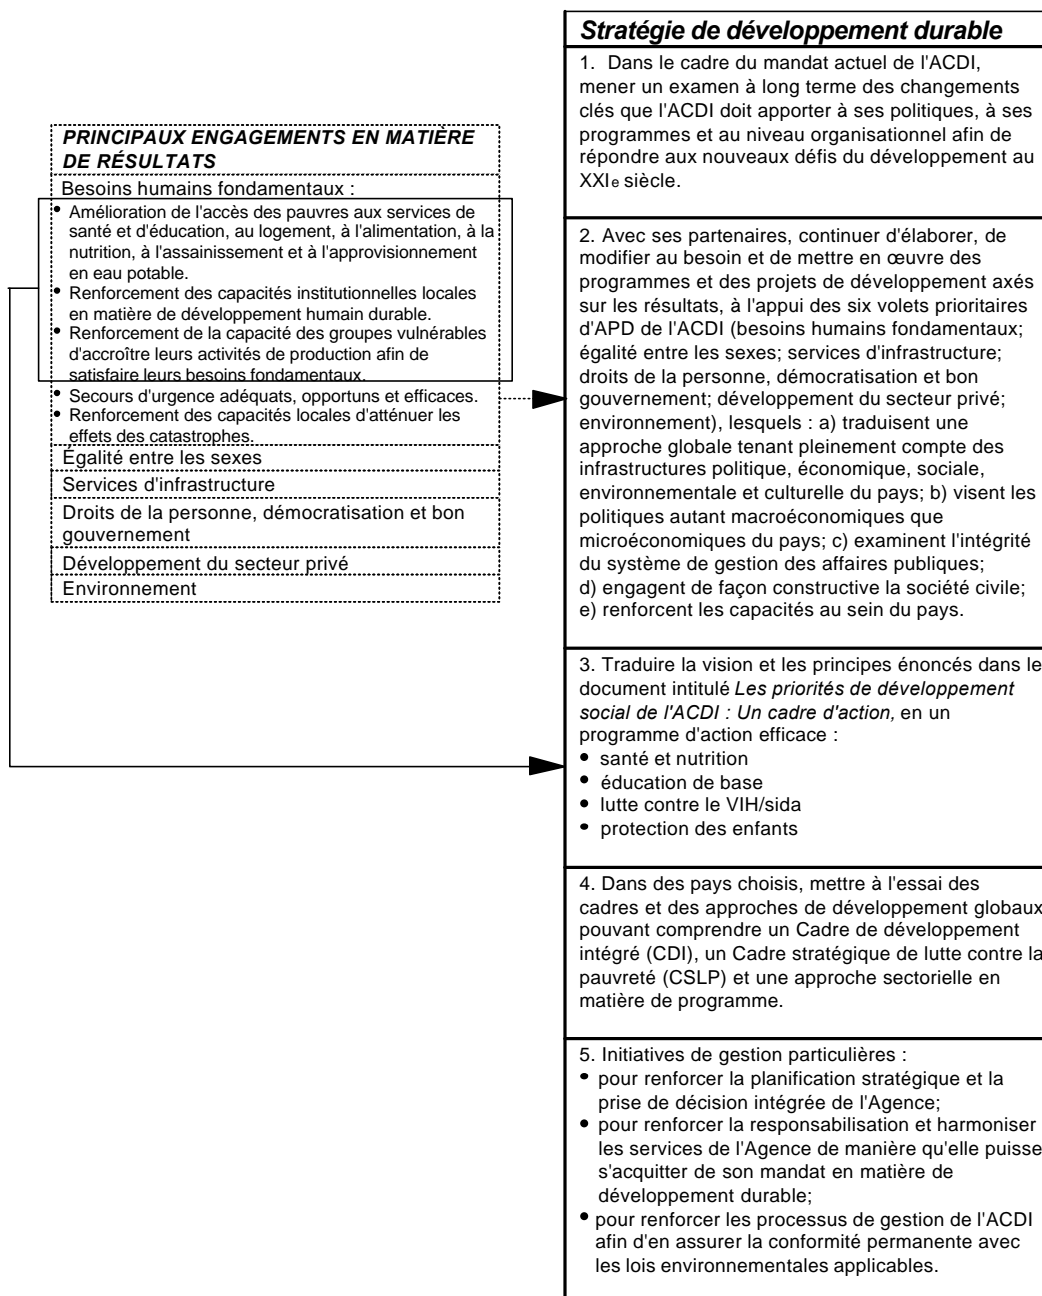 PRINCIPAUX ENGAGEMENTS EN MATIÈRE
DE RÉSULTATS
Besoins humains fondamentaux :
• Amélioration de l'accès des pauvres aux services de
santé et d'éducation, au logement, à l'alimentation, à la
nutrition, à l'assainissement et à l'approvisionnement
en eau potable.
• Renforcement des capacités institutionnelles locales
en matière de développement humain durable.
• Renforcement de la capacité des groupes vulnérables
d'accroître leurs activités de production afin de
satisfaire leurs besoins fondamentaux.
• Secours d'urgence adéquats, opportuns et efficaces.
• Renforcement des capacités locales d'atténuer les
effets des catastrophes.
Égalité entre les sexes
Services d'infrastructure
Droits de la personne, démocratisation et bon
gouvernement
Développement du secteur privé
Environnement
Stratégie de développement durable
1. Dans le cadre du mandat actuel de l'ACDI,
mener un examen à long terme des changements
clés que l'ACDI doit apporter à ses politiques, à ses
programmes et au niveau organisationnel afin de
répondre aux nouveaux défis du développement au
XXIe siècle.
2. Avec ses partenaires, continuer d'élaborer, de
modifier au besoin et de mettre en œuvre des
programmes et des projets de développement axés
sur les résultats, à l'appui des six volets prioritaires
d'APD de l'ACDI (besoins humains fondamentaux;
égalité entre les sexes; services d'infrastructure;
droits de la personne, démocratisation et bon
gouvernement; développement du secteur privé;
environnement), lesquels : a) traduisent une
approche globale tenant pleinement compte des
infrastructures politique, économique, sociale,
environnementale et culturelle du pays; b) visent les
politiques autant macroéconomiques que
microéconomiques du pays; c) examinent l'intégrité
du système de gestion des affaires publiques;
d) engagent de façon constructive la société civile;
e) renforcent les capacités au sein du pays.
3. Traduire la vision et les principes énoncés dans le
document intitulé Les priorités de développement
social de l'ACDI : Un cadre d'action, en un
programme d'action efficace :
• santé et nutrition
• éducation de base
• lutte contre le VIH/sida
• protection des enfants
4. Dans des pays choisis, mettre à l'essai des
cadres et des approches de développement globaux
pouvant comprendre un Cadre de développement
intégré (CDI), un Cadre stratégique de lutte contre la
pauvreté (CSLP) et une approche sectorielle en
matière de programme.
5. Initiatives de gestion particulières :
• pour renforcer la planification stratégique et la
prise de décision intégrée de l'Agence;
• pour renforcer la responsabilisation et harmoniser
les services de l'Agence de manière qu'elle puisse
s'acquitter de son mandat en matière de
développement durable;
• pour renforcer les processus de gestion de l'ACDI
afin d'en assurer la conformité permanente avec
les lois environnementales applicables.